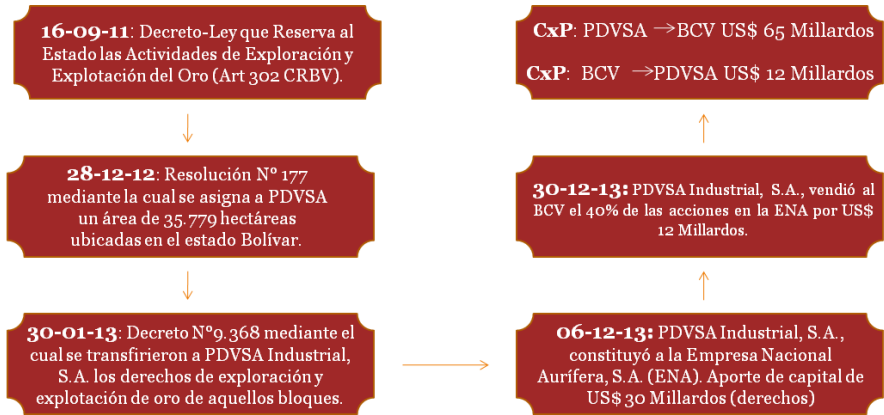 16-09-11: Decreto-Ley que Reserva al
Estado las Actividades de Exploración y
Explotación del Oro (Art 302 CRBV).
28-12-12: Resolución N° 177
mediante la cual se asigna a PDVSA
un área de 35.779 hectáreas
ubicadas en el estado Bolívar.
30-01-13: Decreto N°9.368 mediante el
cual se transfirieron a PDVSA Industrial,
S.A. los derechos de exploración y
explotación de oro de aquellos bloques.
06-12-13: PDVSA Industrial, S.A.,
constituyó a la Empresa Nacional
Aurífera, S.A. (ENA). Aporte de capital de
US$ 30 Millardos (derechos)
30-12-13: PDVSA Industrial, S.A., vendió al
BCV el 40% de las acciones en la ENA por US$
12 Millardos.
CxP: PDVSA →BCV US$ 65 Millardos
CxP: BCV →PDVSA US$ 12 Millardos